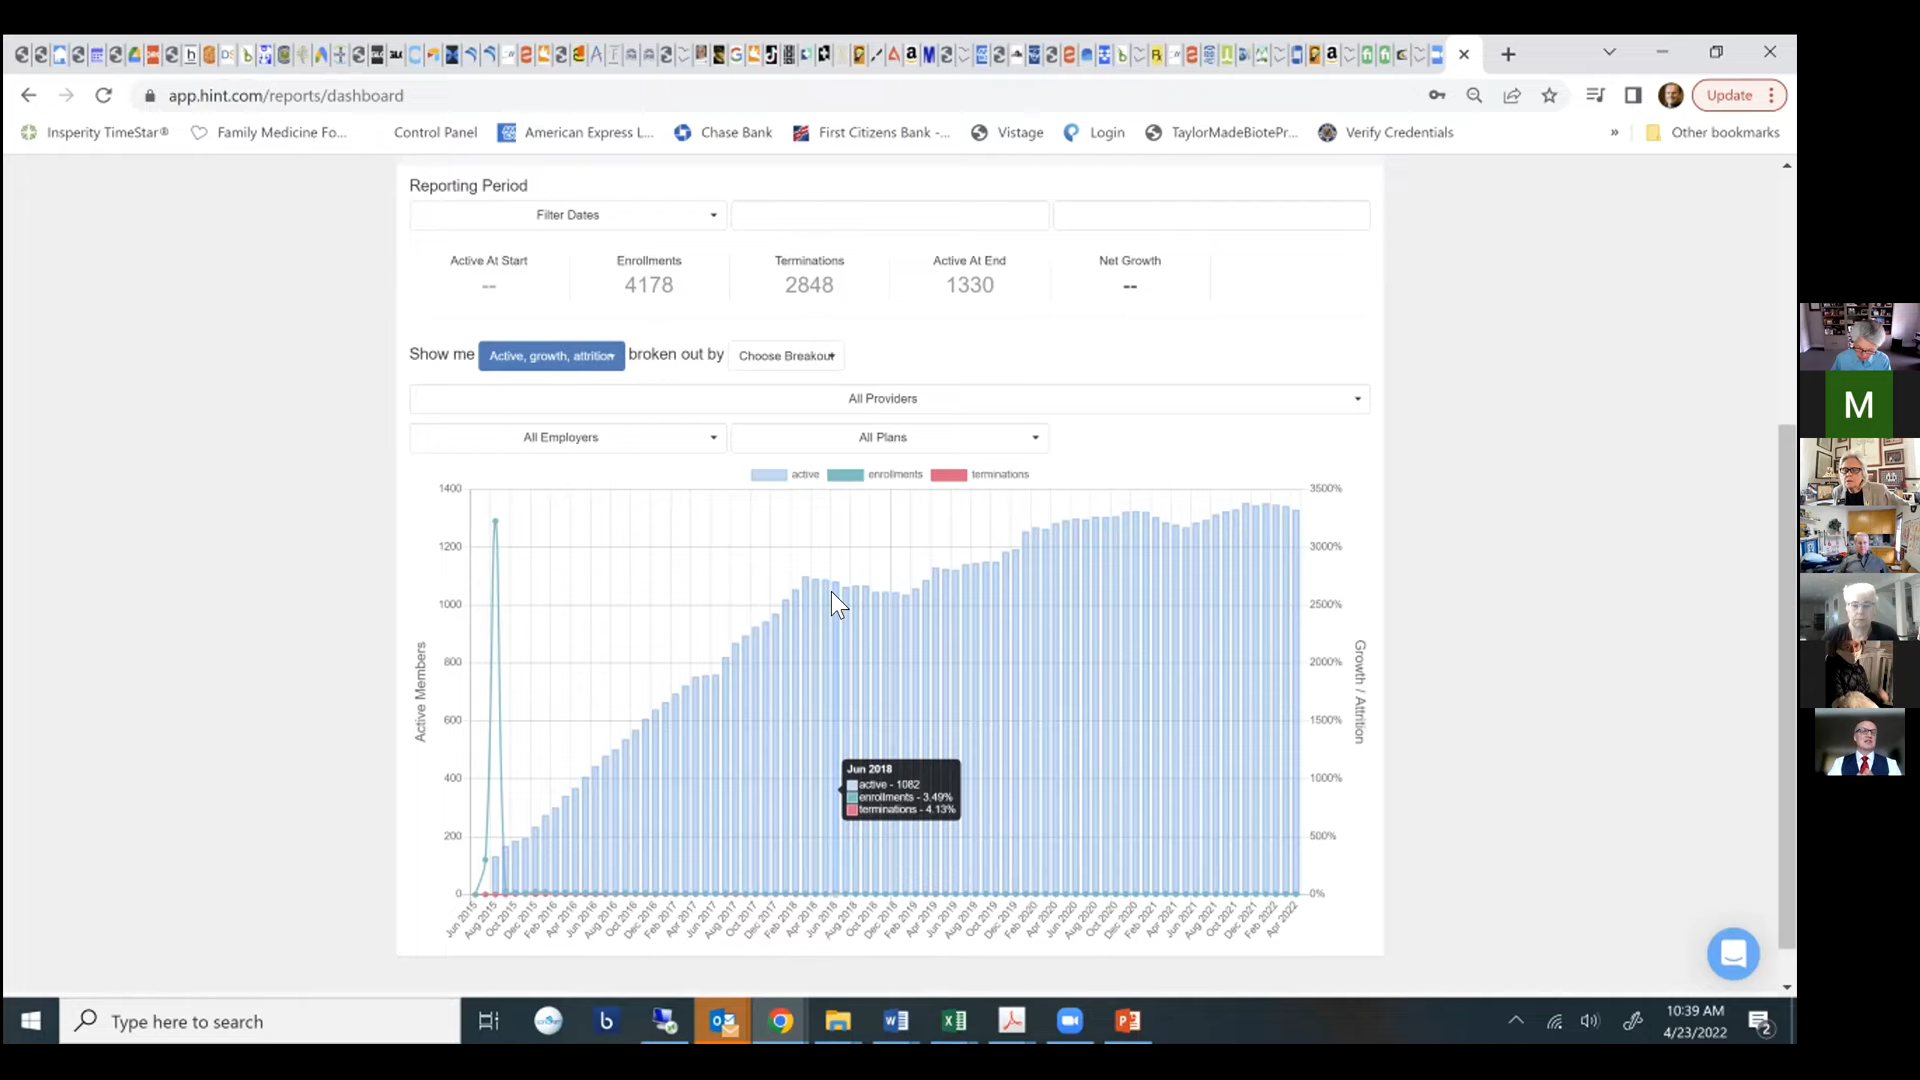 app.hint.com/reports/dashboard
Update
Insperity TimeStar®
Family Medicine Fo...
Control Panel
American Express L...
Chase Bank
First Citizens Bank -...
Vistage
Login
TaylorMadeBiotePr...
Verify Credentials
»
Other bookmarks
Reporting Period
Filter Dates
Active At Start
Enrollments
Terminations
Active At End
Net Growth
--
4178
2848
1330
--
Show me Active, growth, attrition broken out by Choose Breakout
All Providers
All Employers
All Plans
active
enrollments
terminations
1400
1200
1000
800
600
400
200
0
Active Members
3500%
3000%
2500%
2000%
1500%
1000%
500%
0%
Growth / Attrition
Jun 2018
active - 1082
enrollments - 3.49%
terminations - 4.13%
Jun 2015
Aug 2015
Oct 2015
Dec 2015
Feb 2016
Apr 2016
Jun 2016
Aug 2016
Oct 2016
Dec 2016
Feb 2017
Apr 2017
Jun 2017
Aug 2017
Oct 2017
Dec 2017
Feb 2018
Apr 2018
Jun 2018
Aug 2018
Oct 2018
Dec 2018
Feb 2019
Apr 2019
Jun 2019
Aug 2019
Oct 2019
Dec 2019
Feb 2020
Apr 2020
Jun 2020
Aug 2020
Oct 2020
Dec 2020
Feb 2021
Apr 2021
Jun 2021
Aug 2021
Oct 2021
Dec 2021
Feb 2022
Apr 2022
M
Type here to search
10:39 AM
4/23/2022
2